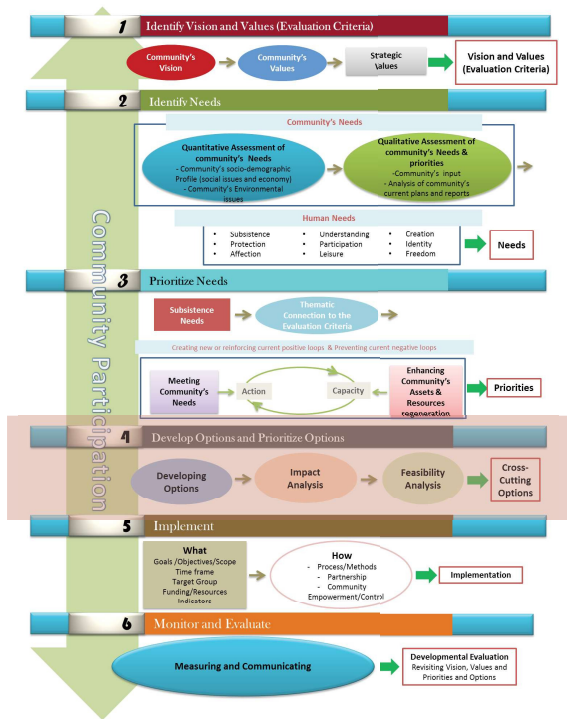 1 Identify Vision and Values (Evaluation Criteria)
Community's
Vision
Community's
Values
Strategic
Values
Vision and Values
(Evaluation Criteria)
2 Identify Needs
Community's Needs
Quantitative Assessment of
community's Needs
- Community's socio-demographic
Profile (social issues and economy)
- Community's Environmental
issues
Qualitative Assessment of
community's Needs &
priorities
-Community's input
- Analysis of community's
current plans and reports
Human Needs
• Subsistence
• Protection
• Affection
• Understanding
• Participation
• Leisure
• Creation
• Identity
• Freedom
Needs
3 Prioritize Needs
Subsistence
Needs
Thematic
Connection to the
Evaluation Criteria
Creating new or reinforcing current positive loops & Preventing current negative loops
Meeting
Community's
Needs
Action
Capacity
Enhancing
Community's
Assets &
Resources
regeneration
Priorities
4 Develop Options and Prioritize Options
Developing
Options
Impact
Analysis
Feasibility
Analysis
Cross-
Cutting
Options
5 Implement
What
Goals /Objectives/Scope
Time frame
Target Group
Funding/Resources
Indicators
How
- Process/Methods
- Partnership
- Community
Empowerment/Control
Implementation
6 Monitor and Evaluate
Measuring and Communicating
Developmental Evaluation
Revisiting Vision, Values and
Priorities and Options
Community Participation